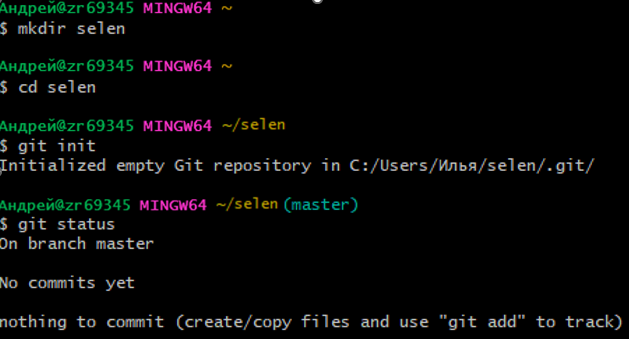 Андрей@zr69345 MINGW64 ~
$ mkdir selen
Андрей@zr69345 MINGW64 ~
$ cd selen
Андрей@zr69345 MINGW64 ~/selen
$ git init
Initialized empty Git repository in C:/Users/Илья/selen/.git/
Андрей@zr69345 MINGW64 ~/selen (master)
$ git status
On branch master
No commits yet
nothing to commit (create/copy files and use "git add" to track)